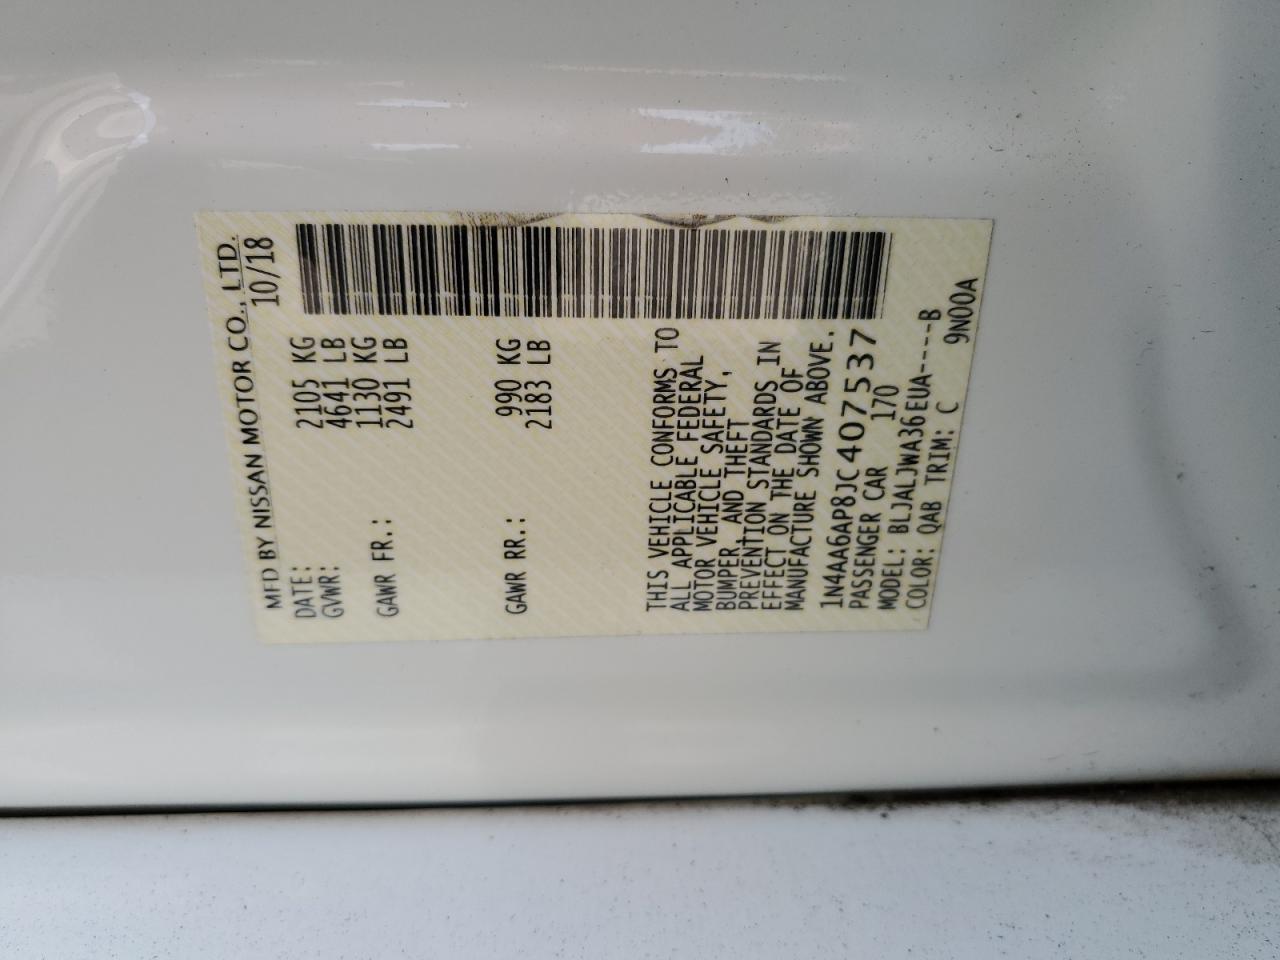 MFD BY NISSAN MOTOR CO., LTD.
DATE: 10/18
GVWR: 2105 KG
4641 LB
GAWR FR.: 1130 KG
2491 LB
GAWR RR.: 990 KG
2183 LB
THIS VEHICLE CONFORMS TO
ALL APPLICABLE FEDERAL
MOTOR VEHICLE SAFETY,
BUMPER, AND THEFT
PREVENTION STANDARDS IN
EFFECT ON THE DATE OF
MANUFACTURE SHOWN ABOVE.
1N4AA6AP8JC407537
PASSENGER CAR 170
MODEL: BLJALJWA36EUA----B
COLOR: QAB TRIM: C 9N00A